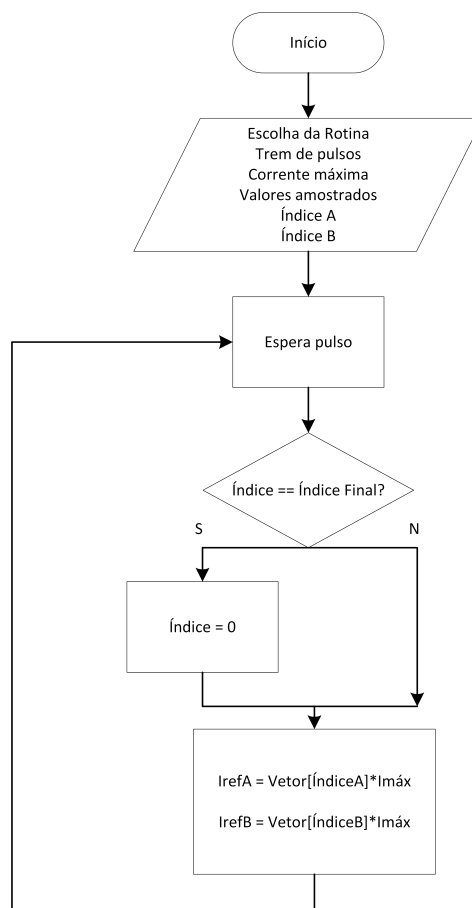 Início
Escolha da Rotina
Trem de pulsos
Corrente máxima
Valores amostrados
Índice A
Índice B
Espera pulso
Índice == Índice Final?
S
N
Índice = 0
IrefA = Vetor[ÍndiceA]*Imáx
IrefB = Vetor[ÍndiceB]*Imáx